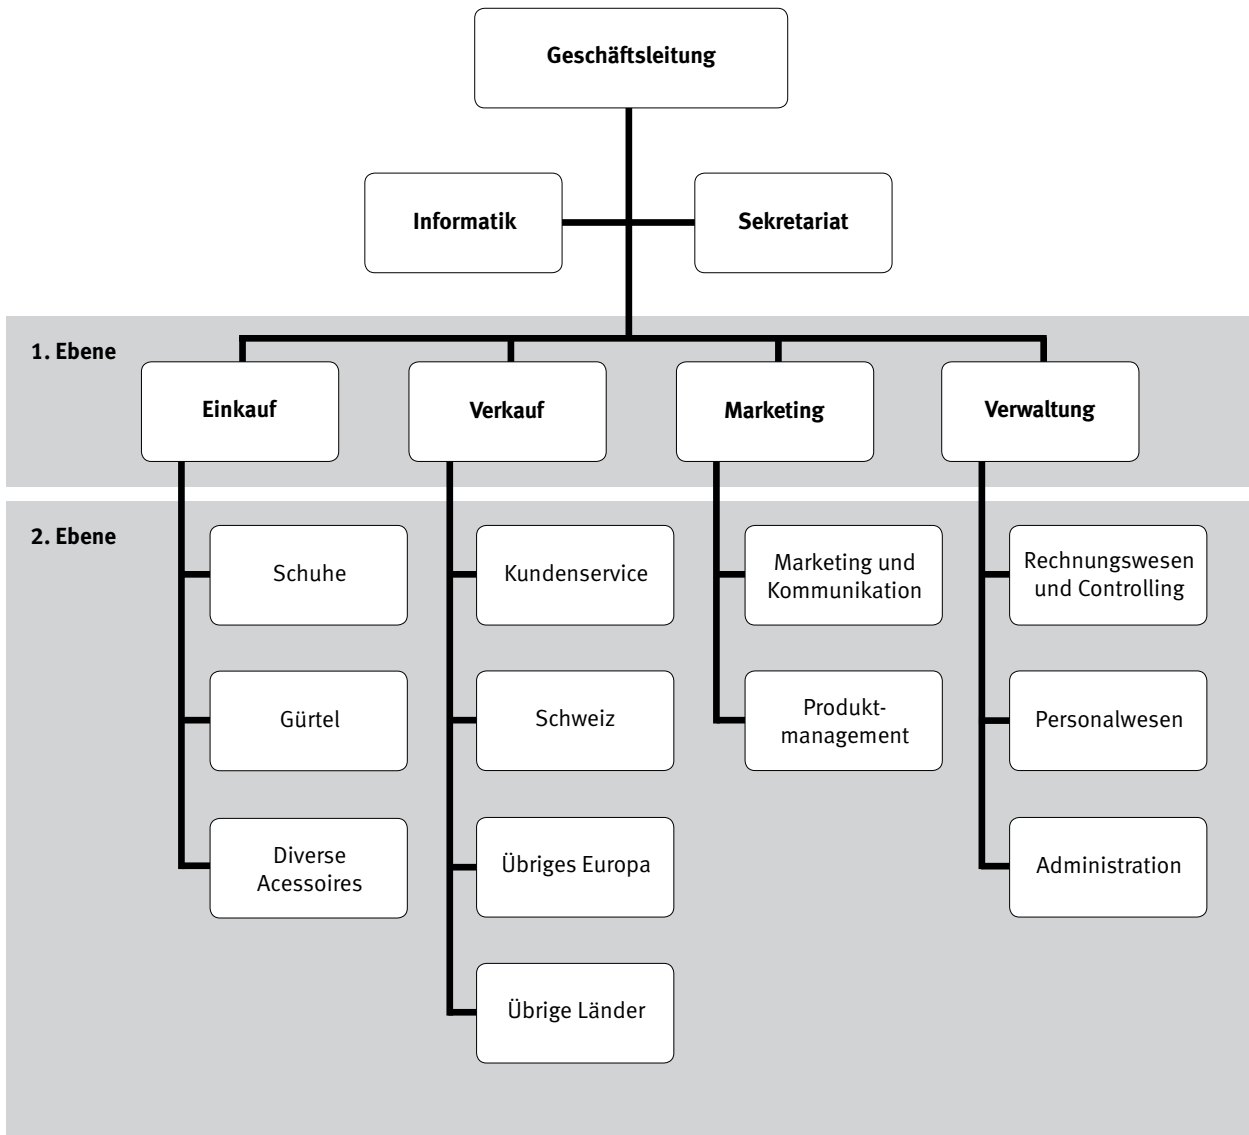 Geschäftsleitung
Informatik
Sekretariat
1. Ebene
Einkauf
Verkauf
Marketing
Verwaltung
2. Ebene
Schuhe
Kundenservice
Marketing und
Kommunikation
Rechnungswesen
und Controlling
Gürtel
Schweiz
Produkt-
management
Personalwesen
Diverse
Acessoires
Übriges Europa
Administration
Übrige Länder